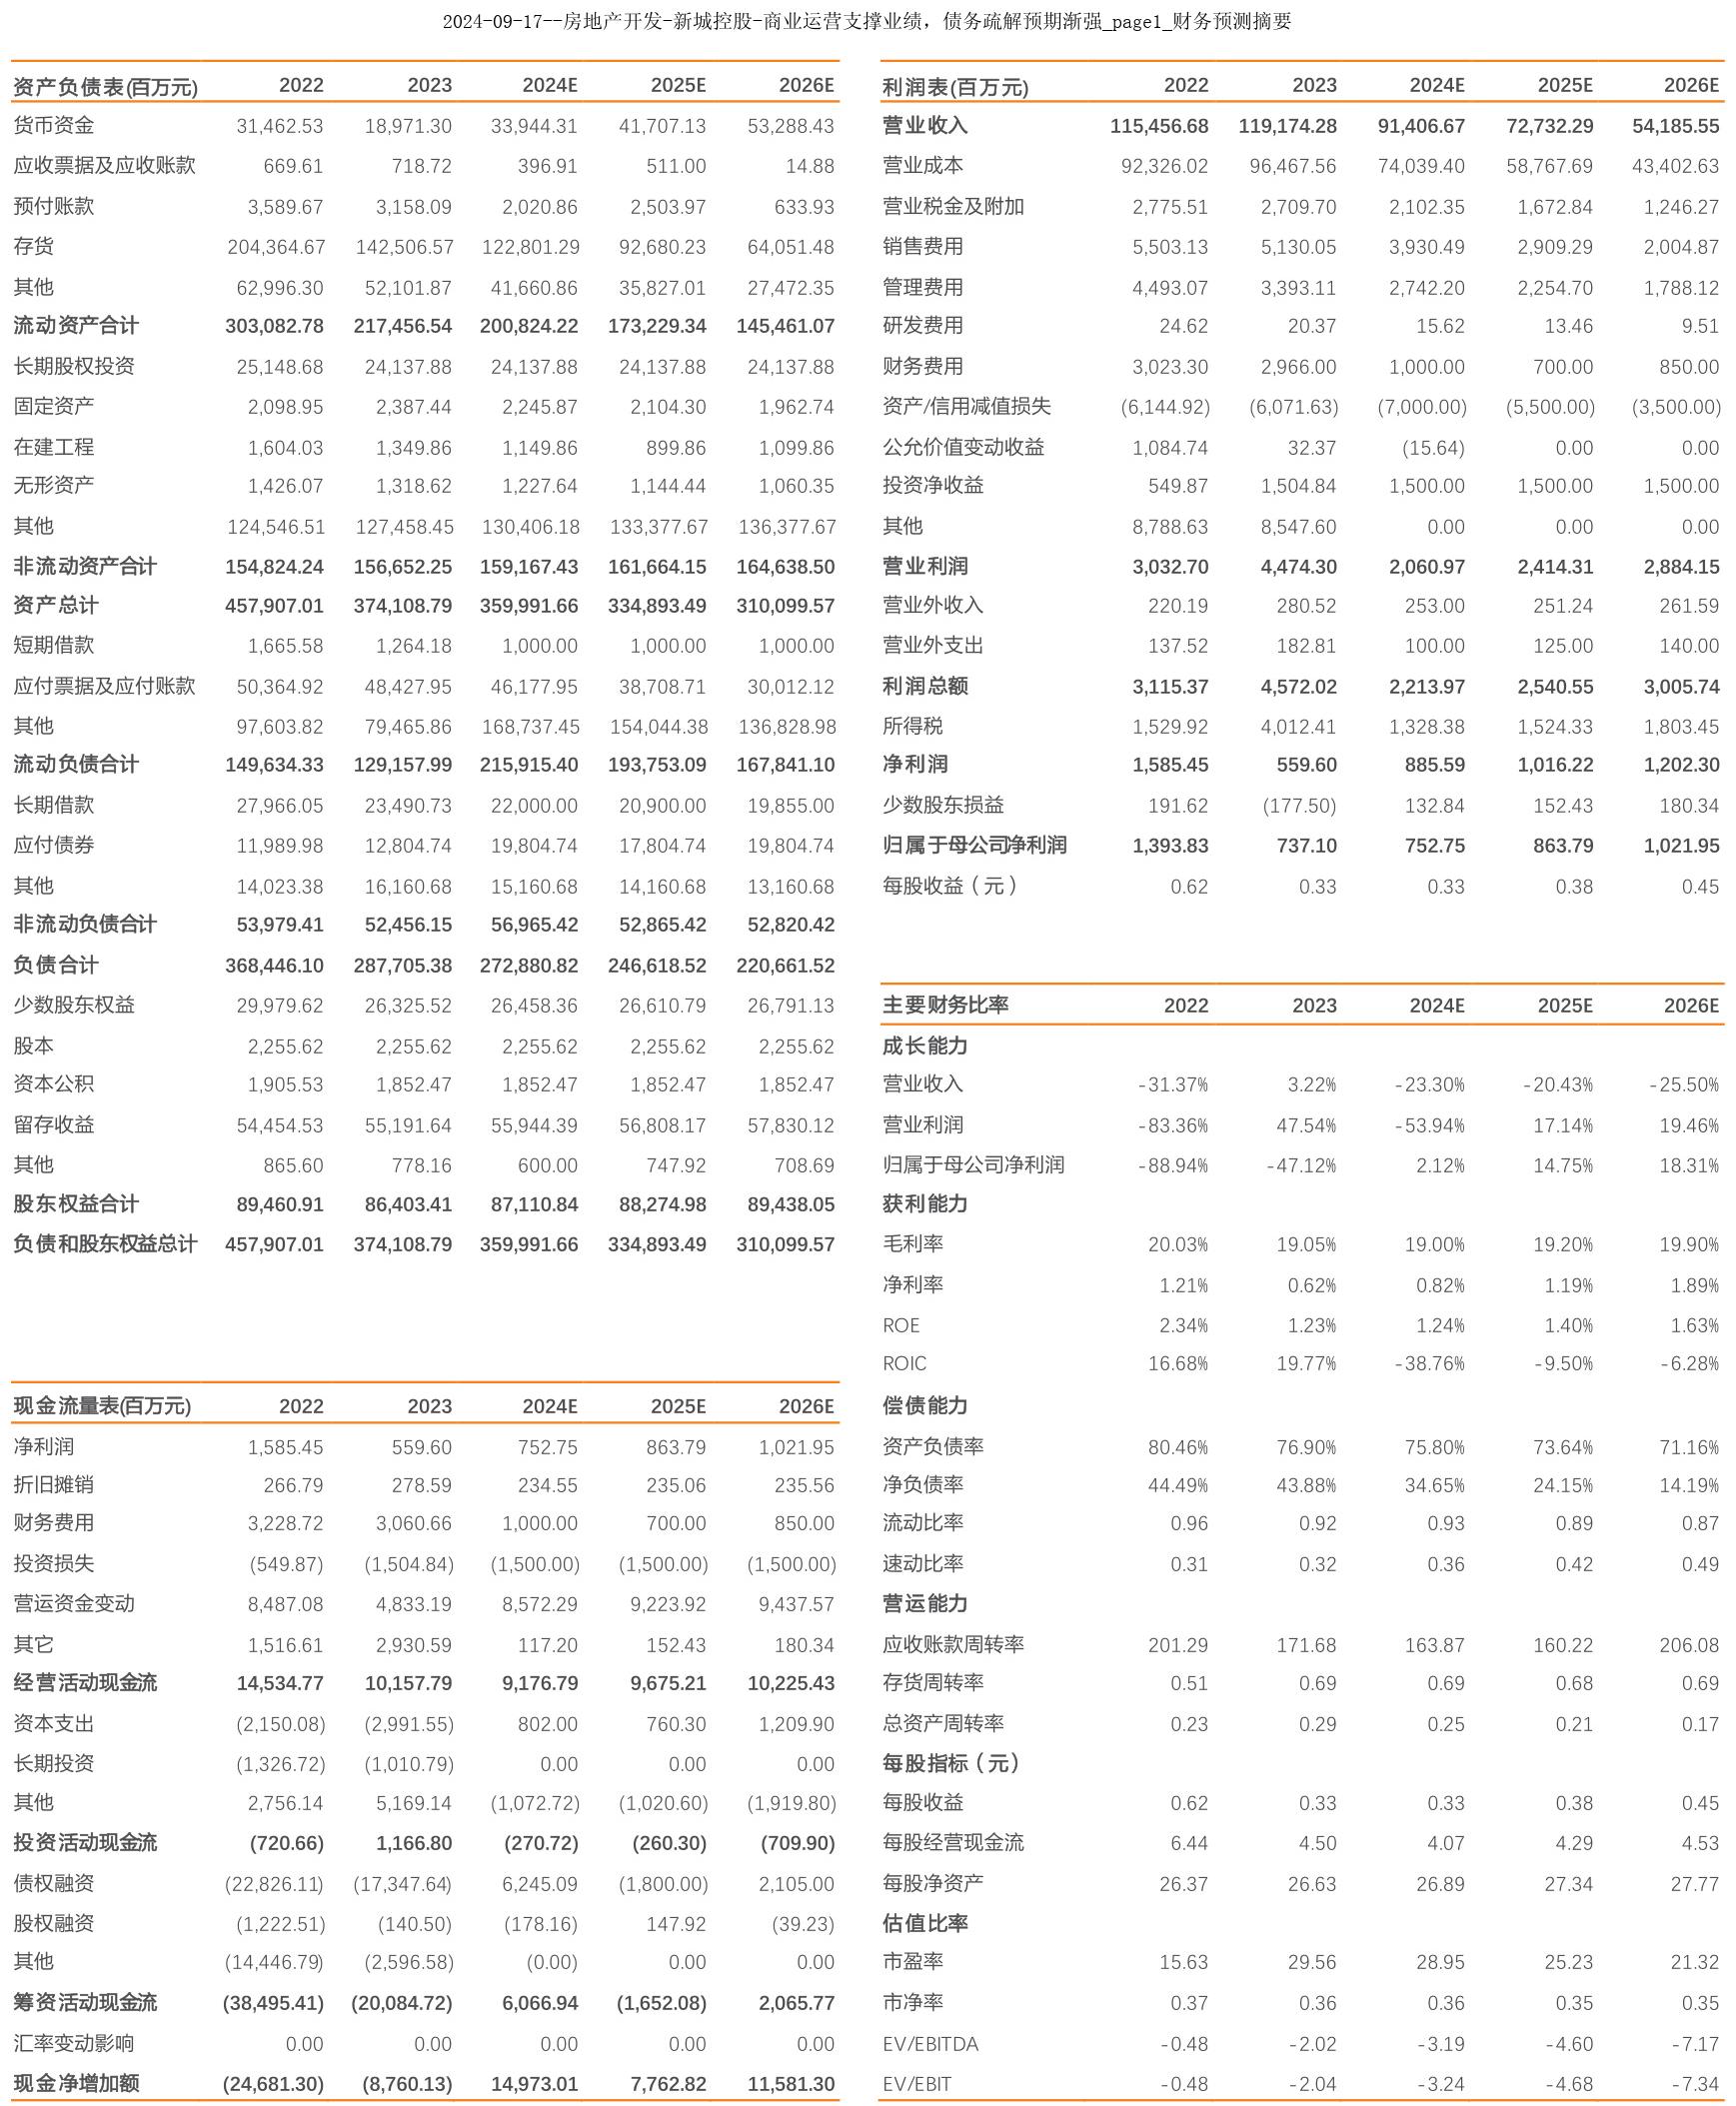 2024-09-17--房地产开发-新城控股-商业运营支撑业绩，债务疏解预期渐强_page1_财务预测摘要
资产负债表(百万元) 2022 2023 2024E 2025E 2026E
货币资金 31,462.53 18,971.30 33,944.31 41,707.13 53,288.43
应收票据及应收账款 669.61 718.72 396.91 511.00 14.88
预付账款 3,589.67 3,158.09 2,020.86 2,503.97 633.93
存货 204,364.67 142,506.57 122,801.29 92,680.23 64,051.48
其他 62,996.30 52,101.87 41,660.86 35,827.01 27,472.35
流动资产合计 303,082.78 217,456.54 200,824.22 173,229.34 145,461.07
长期股权投资 25,148.68 24,137.88 24,137.88 24,137.88 24,137.88
固定资产 2,098.95 2,387.44 2,245.87 2,104.30 1,962.74
在建工程 1,604.03 1,349.86 1,149.86 899.86 1,099.86
无形资产 1,426.07 1,318.62 1,227.64 1,144.44 1,060.35
其他 124,546.51 127,458.45 130,406.18 133,377.67 136,377.67
非流动资产合计 154,824.24 156,652.25 159,167.43 161,664.15 164,638.50
资产总计 457,907.01 374,108.79 359,991.66 334,893.49 310,099.57
短期借款 1,665.58 1,264.18 1,000.00 1,000.00 1,000.00
应付票据及应付账款 50,364.92 48,427.95 46,177.95 38,708.71 30,012.12
其他 97,603.82 79,465.86 168,737.45 154,044.38 136,828.98
流动负债合计 149,634.33 129,157.99 215,915.40 193,753.09 167,841.10
长期借款 27,966.05 23,490.73 22,000.00 20,900.00 19,855.00
应付债券 11,989.98 12,804.74 19,804.74 17,804.74 19,804.74
其他 14,023.38 16,160.68 15,160.68 14,160.68 13,160.68
非流动负债合计 53,979.41 52,456.15 56,965.42 52,865.42 52,820.42
负债合计 368,446.10 287,705.38 272,880.82 246,618.52 220,661.52
少数股东权益 29,979.62 26,325.52 26,458.36 26,610.79 26,791.13
股本 2,255.62 2,255.62 2,255.62 2,255.62 2,255.62
资本公积 1,905.53 1,852.47 1,852.47 1,852.47 1,852.47
留存收益 54,454.53 55,191.64 55,944.39 56,808.17 57,830.12
其他 865.60 778.16 600.00 747.92 708.69
股东权益合计 89,460.91 86,403.41 87,110.84 88,274.98 89,438.05
负债和股东权益总计 457,907.01 374,108.79 359,991.66 334,893.49 310,099.57
现金流量表(百万元) 2022 2023 2024E 2025E 2026E
净利润 1,585.45 559.60 752.75 863.79 1,021.95
折旧摊销 266.79 278.59 234.55 235.06 235.56
财务费用 3,228.72 3,060.66 1,000.00 700.00 850.00
投资损失 (549.87) (1,504.84) (1,500.00) (1,500.00) (1,500.00)
营运资金变动 8,487.08 4,833.19 8,572.29 9,223.92 9,437.57
其它 1,516.61 2,930.59 117.20 152.43 180.34
经营活动现金流 14,534.77 10,157.79 9,176.79 9,675.21 10,225.43
资本支出 (2,150.08) (2,991.55) 802.00 760.30 1,209.90
长期投资 (1,326.72) (1,010.79) 0.00 0.00 0.00
其他 2,756.14 5,169.14 (1,072.72) (1,020.60) (1,919.80)
投资活动现金流 (720.66) 1,166.80 (270.72) (260.30) (709.90)
债权融资 (22,826.11) (17,347.64) 6,245.09 (1,800.00) 2,105.00
股权融资 (1,222.51) (140.50) (178.16) 147.92 (39.23)
其他 (14,446.79) (2,596.58) (0.00) 0.00 0.00
筹资活动现金流 (38,495.41) (20,084.72) 6,066.94 (1,652.08) 2,065.77
汇率变动影响 0.00 0.00 0.00 0.00 0.00
现金净增加额 (24,681.30) (8,760.13) 14,973.01 7,762.82 11,581.30
利润表(百万元) 2022 2023 2024E 2025E 2026E
营业收入 115,456.68 119,174.28 91,406.67 72,732.29 54,185.55
营业成本 92,326.02 96,467.56 74,039.40 58,767.69 43,402.63
营业税金及附加 2,775.51 2,709.70 2,102.35 1,672.84 1,246.27
销售费用 5,503.13 5,130.05 3,930.49 2,909.29 2,004.87
管理费用 4,493.07 3,393.11 2,742.20 2,254.70 1,788.12
研发费用 24.62 20.37 15.62 13.46 9.51
财务费用 3,023.30 2,966.00 1,000.00 700.00 850.00
资产/信用减值损失 (6,144.92) (6,071.63) (7,000.00) (5,500.00) (3,500.00)
公允价值变动收益 1,084.74 32.37 (15.64) 0.00 0.00
投资净收益 549.87 1,504.84 1,500.00 1,500.00 1,500.00
其他 8,788.63 8,547.60 0.00 0.00 0.00
营业利润 3,032.70 4,474.30 2,060.97 2,414.31 2,884.15
营业外收入 220.19 280.52 253.00 251.24 261.59
营业外支出 137.52 182.81 100.00 125.00 140.00
利润总额 3,115.37 4,572.02 2,213.97 2,540.55 3,005.74
所得税 1,529.92 4,012.41 1,328.38 1,524.33 1,803.45
净利润 1,585.45 559.60 885.59 1,016.22 1,202.30
少数股东损益 191.62 (177.50) 132.84 152.43 180.34
归属于母公司净利润 1,393.83 737.10 752.75 863.79 1,021.95
每股收益（元） 0.62 0.33 0.33 0.38 0.45
主要财务比率 2022 2023 2024E 2025E 2026E
成长能力
营业收入 -31.37% 3.22% -23.30% -20.43% -25.50%
营业利润 -83.36% 47.54% -53.94% 17.14% 19.46%
归属于母公司净利润 -88.94% -47.12% 2.12% 14.75% 18.31%
获利能力
毛利率 20.03% 19.05% 19.00% 19.20% 19.90%
净利率 1.21% 0.62% 0.82% 1.19% 1.89%
ROE 2.34% 1.23% 1.24% 1.40% 1.63%
ROIC 16.68% 19.77% -38.76% -9.50% -6.28%
偿债能力
资产负债率 80.46% 76.90% 75.80% 73.64% 71.16%
净负债率 44.49% 43.88% 34.65% 24.15% 14.19%
流动比率 0.96 0.92 0.93 0.89 0.87
速动比率 0.31 0.32 0.36 0.42 0.49
营运能力
应收账款周转率 201.29 171.68 163.87 160.22 206.08
存货周转率 0.51 0.69 0.69 0.68 0.69
总资产周转率 0.23 0.29 0.25 0.21 0.17
每股指标（元）
每股收益 0.62 0.33 0.33 0.38 0.45
每股经营现金流 6.44 4.50 4.07 4.29 4.53
每股净资产 26.37 26.63 26.89 27.34 27.77
估值比率
市盈率 15.63 29.56 28.95 25.23 21.32
市净率 0.37 0.36 0.36 0.35 0.35
EV/EBITDA -0.48 -2.02 -3.19 -4.60 -7.17
EV/EBIT -0.48 -2.04 -3.24 -4.68 -7.34